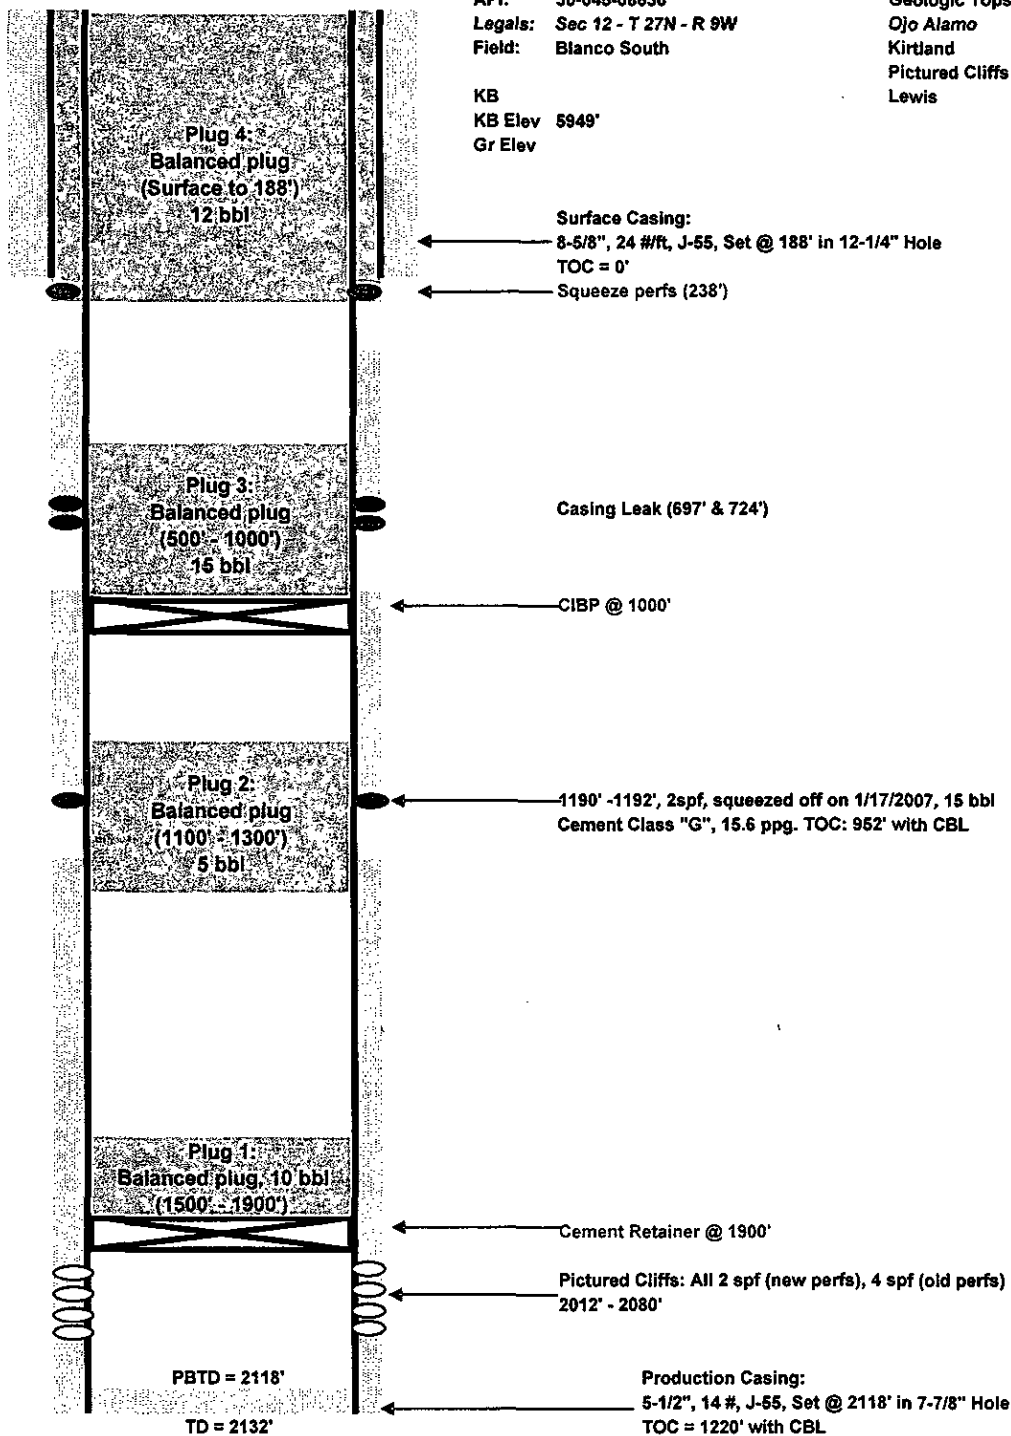 Legals: Sec 12 - T 27N - R 9W
Ojo Alamo
Field: Blanco South
Kirtland
Pictured Cliffs
KB
Lewis
KB Elev 5949'
Gr Elev
Plug 4:
Balanced plug
(Surface to 188')
12 bbl
Surface Casing:
8-5/8", 24 #/ft, J-55, Set @ 188' in 12-1/4" Hole
TOC = 0'
Squeeze perfs (238')
Plug 3:
Balanced plug
(500' - 1000')
15 bbl
Casing Leak (697' & 724')
CIBP @ 1000'
Plug 2:
Balanced plug
(1100' - 1300')
5 bbl
1190' -1192', 2spf, squeezed off on 1/17/2007, 15 bbl
Cement Class "G", 15.6 ppg. TOC: 952' with CBL
Plug 1:
Balanced plug, 10 bbl
(1500' - 1900')
Cement Retainer @ 1900'
Pictured Cliffs: All 2 spf (new perfs), 4 spf (old perfs)
2012' - 2080'
PBTD = 2118'
TD = 2132'
Production Casing:
5-1/2", 14 #, J-55, Set @ 2118' in 7-7/8" Hole
TOC = 1220' with CBL